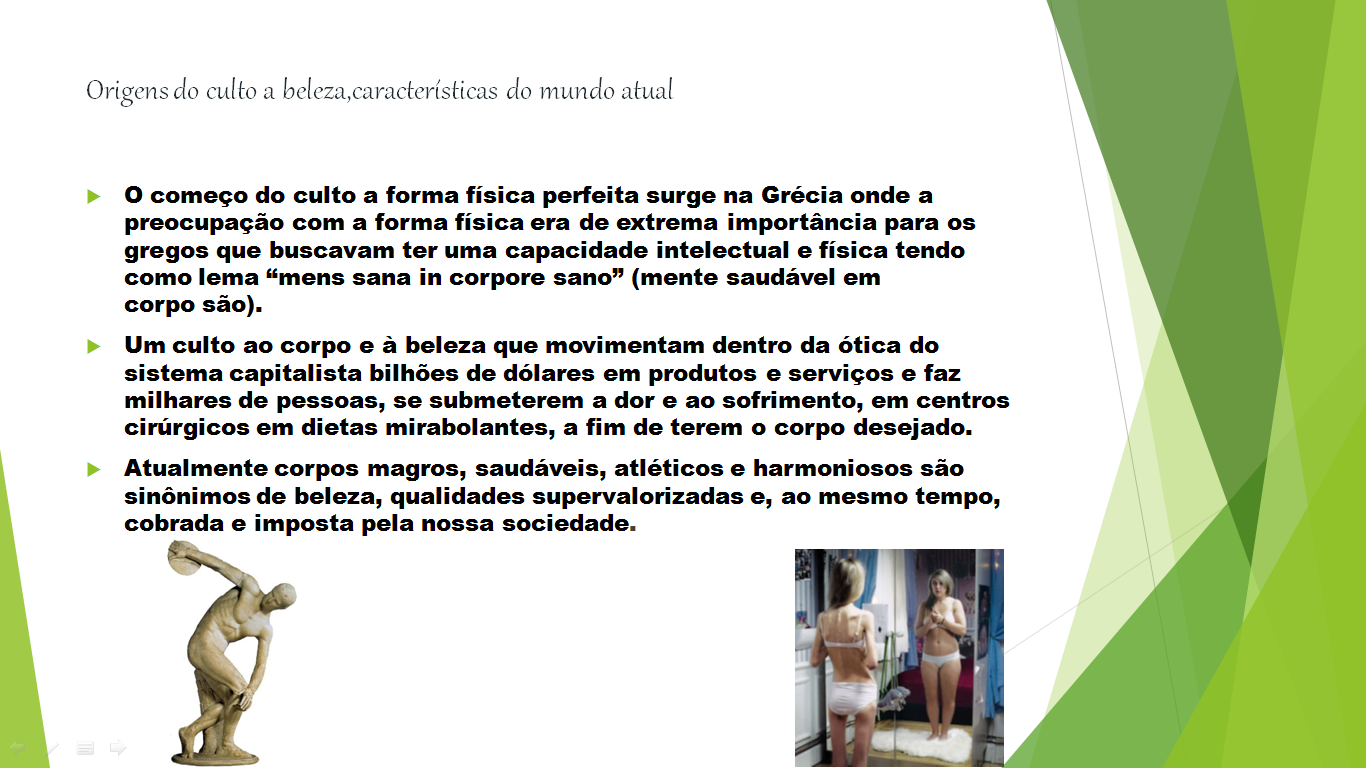 Origens do culto a beleza,características do mundo atual
O começo do culto a forma física perfeita surge na Grécia onde a
preocupação com a forma física era de extrema importância para os
gregos que buscavam ter uma capacidade intelectual e física tendo
como lema “mens sana in corpore sano” (mente saudável em
corpo são).
Um culto ao corpo e à beleza que movimentam dentro da ótica do
sistema capitalista bilhões de dólares em produtos e serviços e faz
milhares de pessoas, se submeterem a dor e ao sofrimento, em centros
cirúrgicos em dietas mirabolantes, a fim de terem o corpo desejado.
Atualmente corpos magros, saudáveis, atléticos e harmoniosos são
sinônimos de beleza, qualidades supervalorizadas e, ao mesmo tempo,
cobrada e imposta pela nossa sociedade.